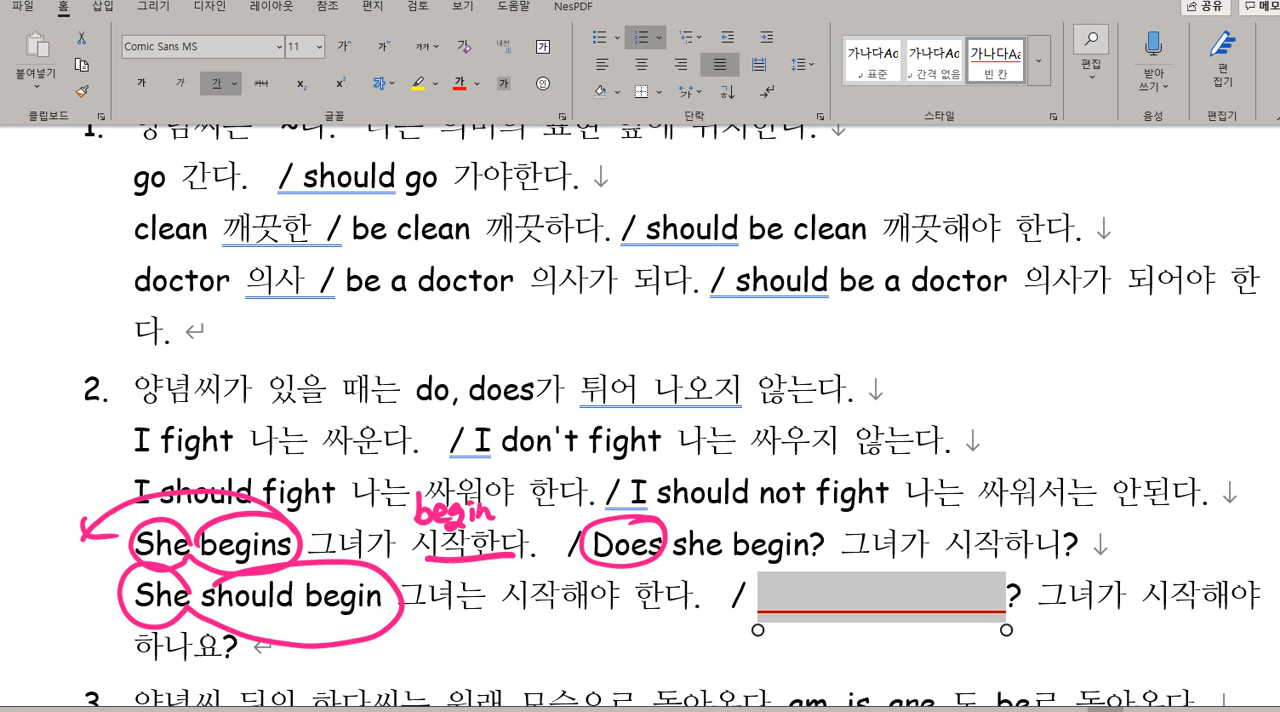 파일 홈 삽입 그리기 디자인 레이아웃 참조 편지 검토 보기 도움말 NesPDF 공유 메모
붙여넣기 Comic Sans MS 11
가나다Aa 가나다Aa 가나다Aa
표준 간격 없음 빈 칸
편집 받아쓰기 편집기
클립보드 글꼴 단락 스타일 음성 편집기
go 간다. / should go 가야한다. ↓
clean 깨끗한 / be clean 깨끗하다. / should be clean 깨끗해야 한다. ↓
doctor 의사 / be a doctor 의사가 되다. / should be a doctor 의사가 되어야 한
다. ↵
2. 양념씨가 있을 때는 do, does가 튀어 나오지 않는다. ↓
I fight 나는 싸운다. / I don't fight 나는 싸우지 않는다. ↓
I should fight 나는 싸워야 한다. / I should not fight 나는 싸워서는 안된다. ↓
begin
She begins 그녀가 시작한다. / Does she begin? 그녀가 시작하니? ↓
She should begin 그녀는 시작해야 한다. / ? 그녀가 시작해야
하나요? ↵